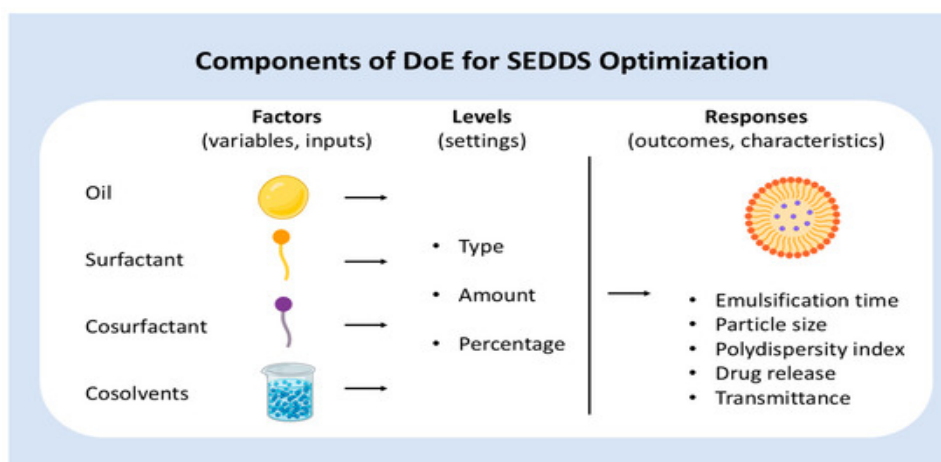 Components of DoE for SEDDS Optimization
Factors
(variables, inputs)
Levels
(settings)
Responses
(outcomes, characteristics)
Oil
Surfactant
Cosurfactant
Cosolvents
• Type
• Amount
• Percentage
• Emulsification time
• Particle size
• Polydispersity index
• Drug release
• Transmittance